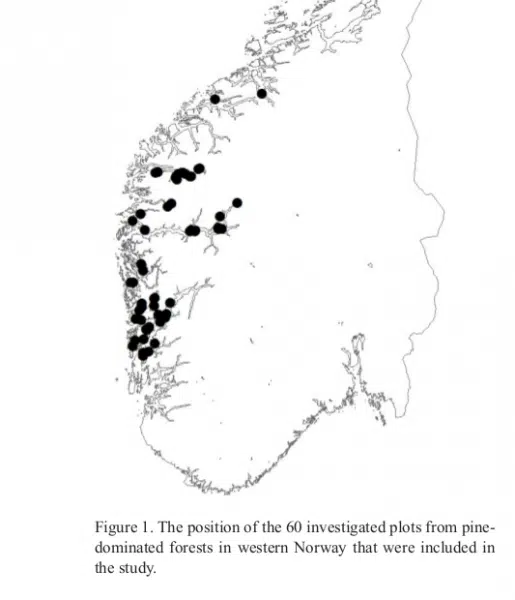 Figure 1. The position of the 60 investigated plots from pine-
dominated forests in western Norway that were included in
the study.